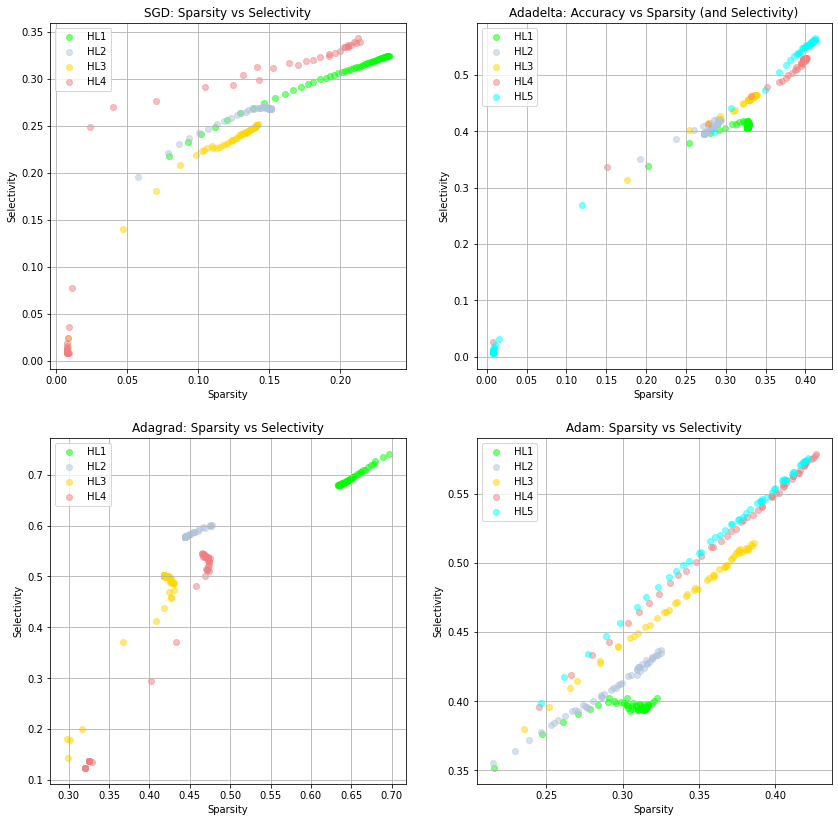 SGD: Sparsity vs Selectivity
HL1
HL2
HL3
HL4
0.35
0.30
0.25
0.20
0.15
0.10
0.05
0.00
Selectivity
0.00 0.05 0.10 0.15 0.20
Sparsity
Adadelta: Accuracy vs Sparsity (and Selectivity)
HL1
HL2
HL3
HL4
HL5
0.5
0.4
0.3
0.2
0.1
0.0
Selectivity
0.00 0.05 0.10 0.15 0.20 0.25 0.30 0.35 0.40
Sparsity
Adagrad: Sparsity vs Selectivity
HL1
HL2
HL3
HL4
0.7
0.6
0.5
0.4
0.3
0.2
0.1
Selectivity
0.30 0.35 0.40 0.45 0.50 0.55 0.60 0.65 0.70
Sparsity
Adam: Sparsity vs Selectivity
HL1
HL2
HL3
HL4
HL5
0.55
0.50
0.45
0.40
0.35
Selectivity
0.25 0.30 0.35 0.40
Sparsity